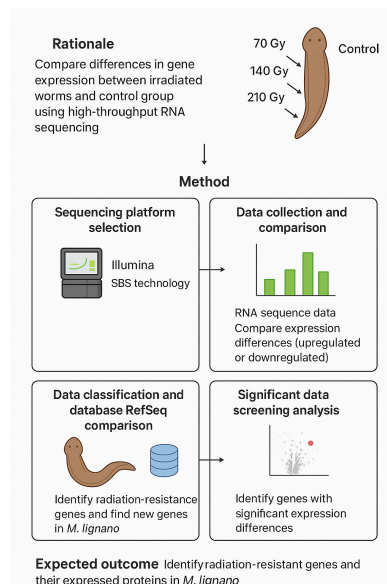 Rationale
Compare differences in gene
expression between irradiated
worms and control group
using high-throughput RNA
sequencing
70 Gy
140 Gy
210 Gy
Control
Method
Sequencing platform
selection
Illumina
SBS technology
Data collection and
comparison
RNA sequence data
Compare expression
differences (upregulated
or downregulated)
Data classification and
database RefSeq
comparison
Identify radiation-resistance
genes and find new genes
in M. lignano
Significant data
screening analysis
Identify genes with
significant expression
differences
Expected outcome Identify radiation-resistant genes and
their expressed proteins in M. lignano